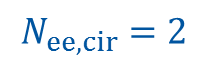 N_ee,cir = 2